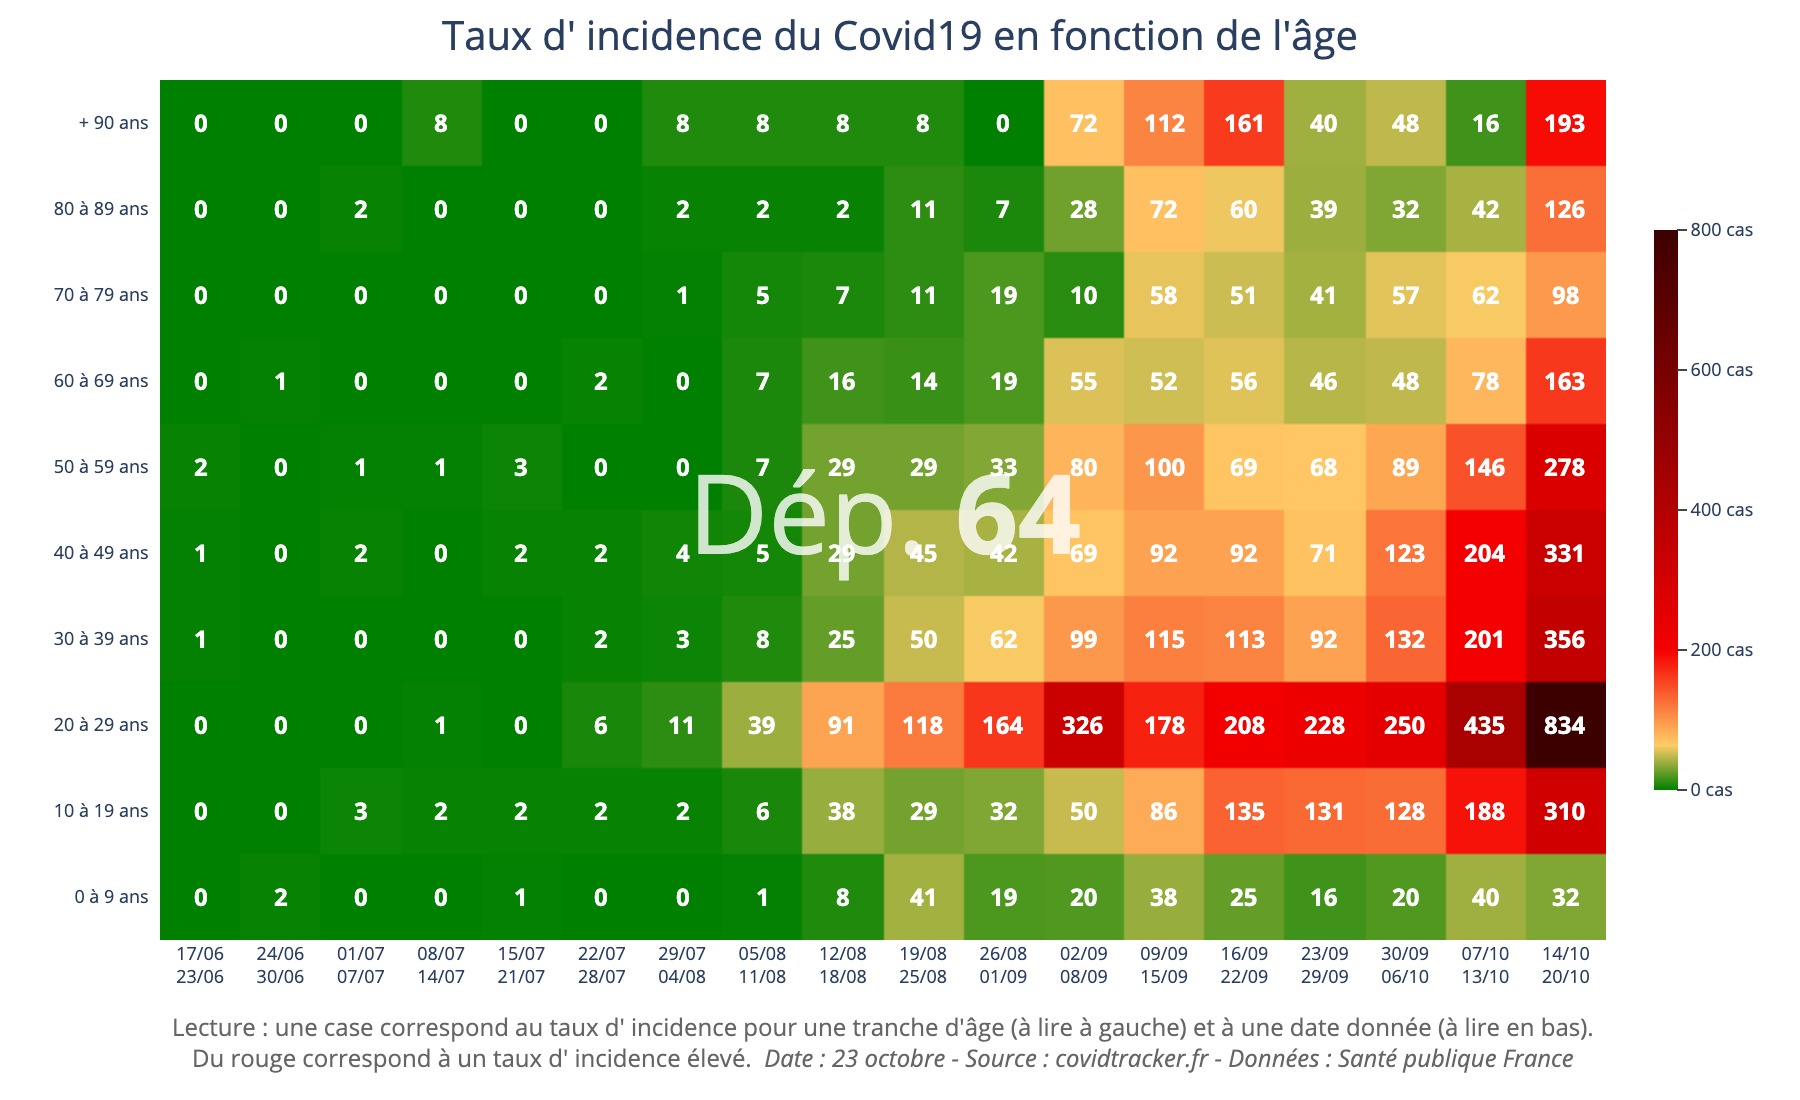 Taux d' incidence du Covid19 en fonction de l'âge
+ 90 ans 0 0 0 8 0 0 8 8 8 8 0 72 112 161 40 48 16 193
80 à 89 ans 0 0 2 0 0 0 2 2 2 11 7 28 72 60 39 32 42 126
70 à 79 ans 0 0 0 0 0 0 1 5 7 11 19 10 58 51 41 57 62 98
60 à 69 ans 0 1 0 0 0 2 0 7 16 14 19 55 52 56 46 48 78 163
50 à 59 ans 2 0 1 1 3 0 0 7 29 29 33 80 100 69 68 89 146 278
Dép. 64
40 à 49 ans 1 0 2 0 2 2 4 5 29 45 42 69 92 92 71 123 204 331
30 à 39 ans 1 0 0 0 0 2 3 8 25 50 62 99 115 113 92 132 201 356
20 à 29 ans 0 0 0 1 0 6 11 39 91 118 164 326 178 208 228 250 435 834
10 à 19 ans 0 0 3 2 2 2 2 6 38 29 32 50 86 135 131 128 188 310
0 à 9 ans 0 2 0 0 1 0 0 1 8 41 19 20 38 25 16 20 40 32
17/06 24/06 01/07 08/07 15/07 22/07 29/07 05/08 12/08 19/08 26/08 02/09 09/09 16/09 23/09 30/09 07/10 14/10
23/06 30/06 07/07 14/07 21/07 28/07 04/08 11/08 18/08 25/08 01/09 08/09 15/09 22/09 29/09 06/10 13/10 20/10
800 cas
600 cas
400 cas
200 cas
0 cas
Lecture : une case correspond au taux d' incidence pour une tranche d'âge (à lire à gauche) et à une date donnée (à lire en bas).
Du rouge correspond à un taux d' incidence élevé. Date : 23 octobre - Source : covidtracker.fr - Données : Santé publique France